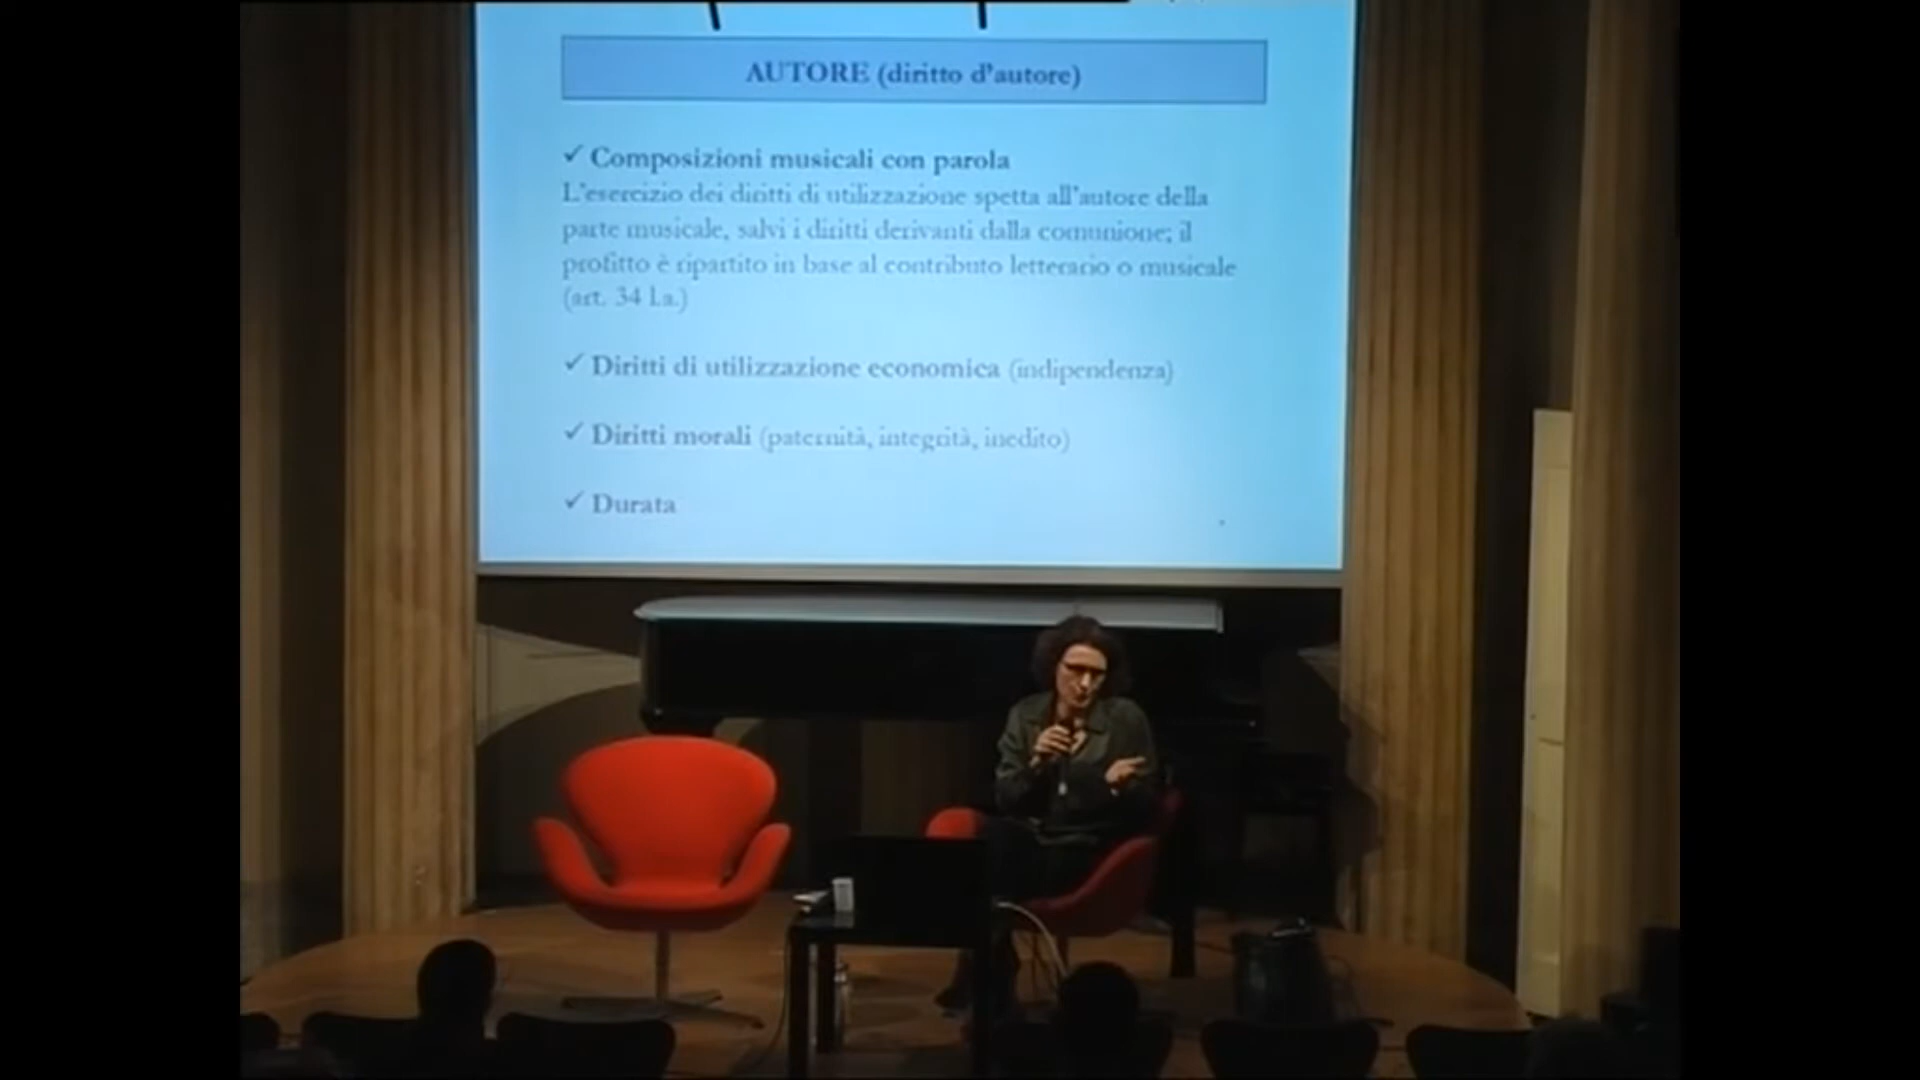 AUTORE (diritto d'autore)
✓ Composizioni musicali con parola
L'esercizio dei diritti di utilizzazione spetta all'autore della
parte musicale, salvi i diritti derivanti dalla comunione; il
profitto è ripartito in base al contributo letterario o musicale
(art. 34 l.a.)
✓ Diritti di utilizzazione economica (indipendenza)
✓ Diritti morali (paternità, integrità, inedito)
✓ Durata